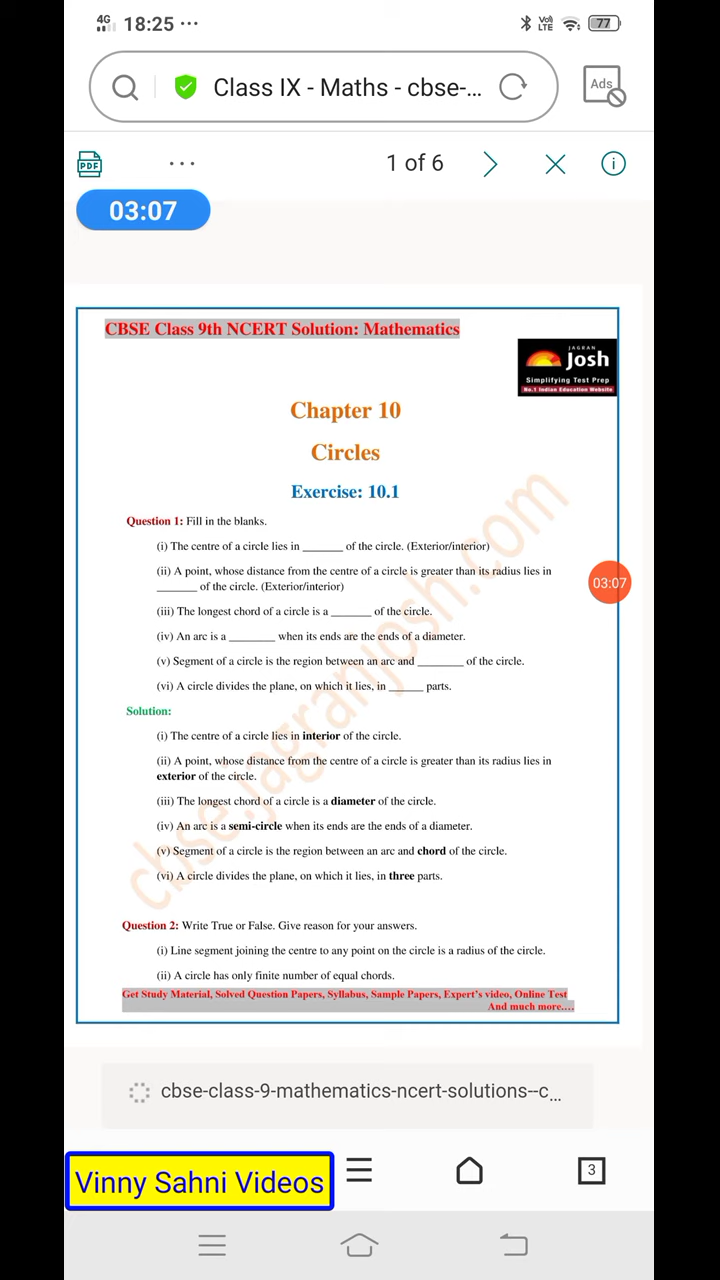 4G 18:25 ··· Vo) LTE 77
Class IX - Maths - cbse-... Ads
PDF ... 1 of 6
03:07
CBSE Class 9th NCERT Solution: Mathematics
JAGRAN
Josh
Simplifying Test Prep
No.1 Indian Education Website
Chapter 10
Circles
Exercise: 10.1
Question 1: Fill in the blanks.
(i) The centre of a circle lies in _______ of the circle. (Exterior/interior)
(ii) A point, whose distance from the centre of a circle is greater than its radius lies in
_______ of the circle. (Exterior/interior)
03:07
(iii) The longest chord of a circle is a _______ of the circle.
(iv) An arc is a ________ when its ends are the ends of a diameter.
(v) Segment of a circle is the region between an arc and ________ of the circle.
(vi) A circle divides the plane, on which it lies, in ______ parts.
Solution:
(i) The centre of a circle lies in interior of the circle.
(ii) A point, whose distance from the centre of a circle is greater than its radius lies in
exterior of the circle.
(iii) The longest chord of a circle is a diameter of the circle.
(iv) An arc is a semi-circle when its ends are the ends of a diameter.
(v) Segment of a circle is the region between an arc and chord of the circle.
(vi) A circle divides the plane, on which it lies, in three parts.
cbse.jagranjosh.com
Question 2: Write True or False. Give reason for your answers.
(i) Line segment joining the centre to any point on the circle is a radius of the circle.
(ii) A circle has only finite number of equal chords.
Get Study Material, Solved Question Papers, Syllabus, Sample Papers, Expert's video, Online Test
And much more....
cbse-class-9-mathematics-ncert-solutions--c...
Vinny Sahni Videos 3